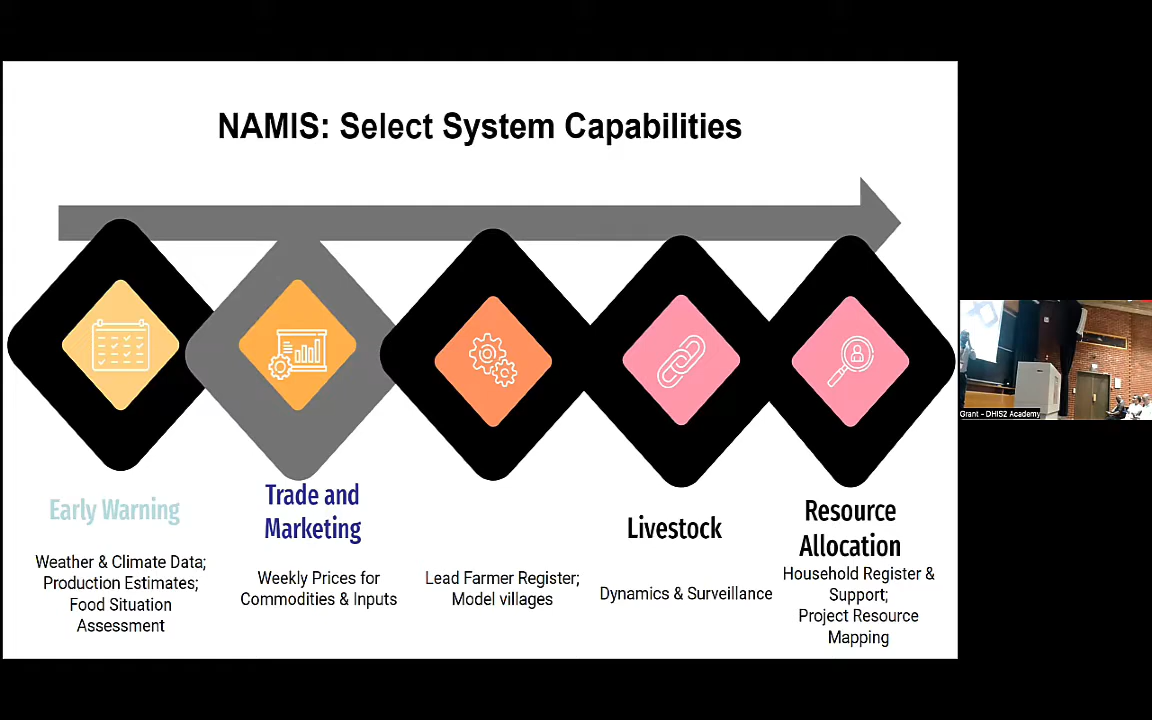 NAMIS: Select System Capabilities
Early Warning
Weather & Climate Data;
Production Estimates;
Food Situation
Assessment
Trade and
Marketing
Weekly Prices for
Commodities & Inputs
Lead Farmer Register;
Model villages
Livestock
Dynamics & Surveillance
Resource
Allocation
Household Register &
Support;
Project Resource
Mapping
Grant - DHIS2 Academy